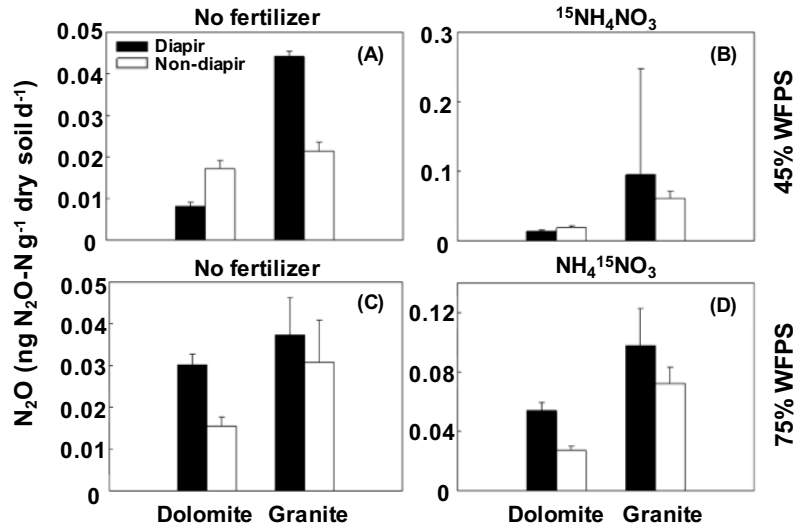 N₂O (ng N₂O-N g⁻¹ dry soil d⁻¹)
No fertilizer
0.05
0.04
0.03
0.02
0.01
0
Diapir
Non-diapir
(A)
¹⁵NH₄NO₃
0.3
0.2
0.1
0
(B)
45% WFPS
No fertilizer
0.05
0.04
0.03
0.02
0.01
0
(C)
Dolomite Granite
NH₄¹⁵NO₃
0.12
0.08
0.04
0
(D)
Dolomite Granite
75% WFPS